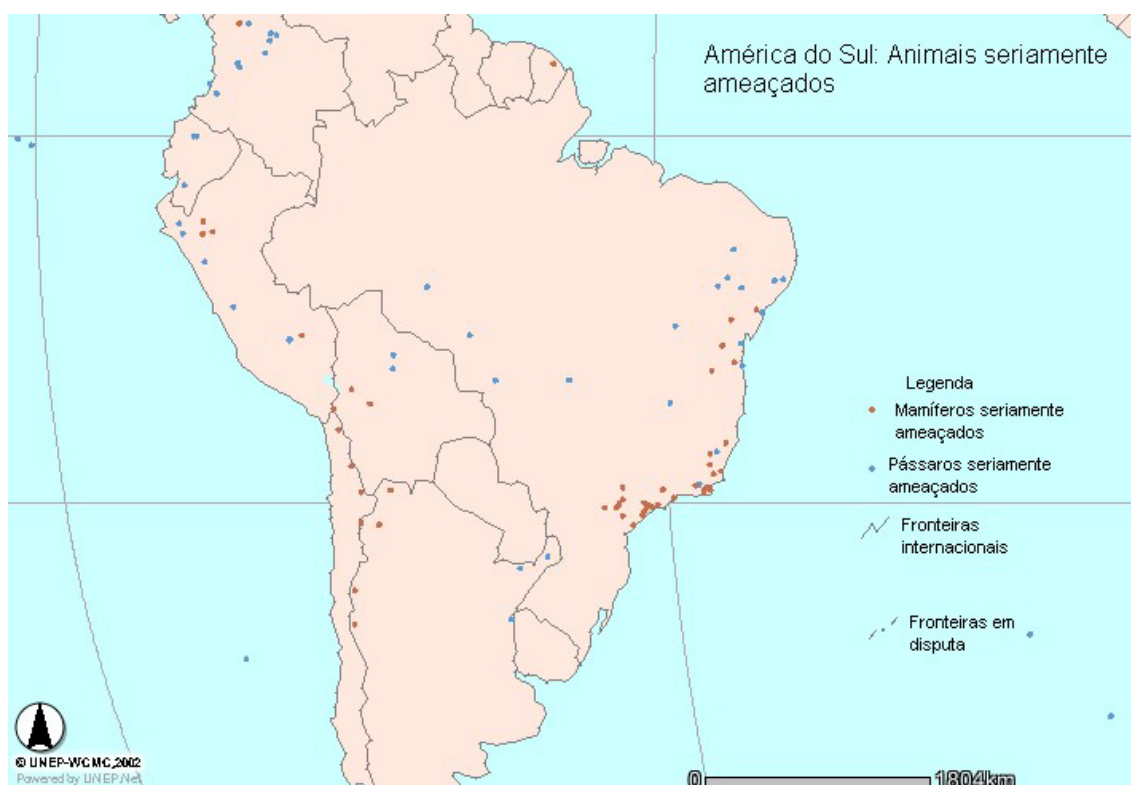 América do Sul: Animais seriamente
ameaçados
Legenda
Mamíferos seriamente
ameaçados
Pássaros seriamente
ameaçados
Fronteiras
internacionais
Fronteiras em
disputa
© UNEP-WCMC,2002
Powered by UNEP.Net
0 1804km